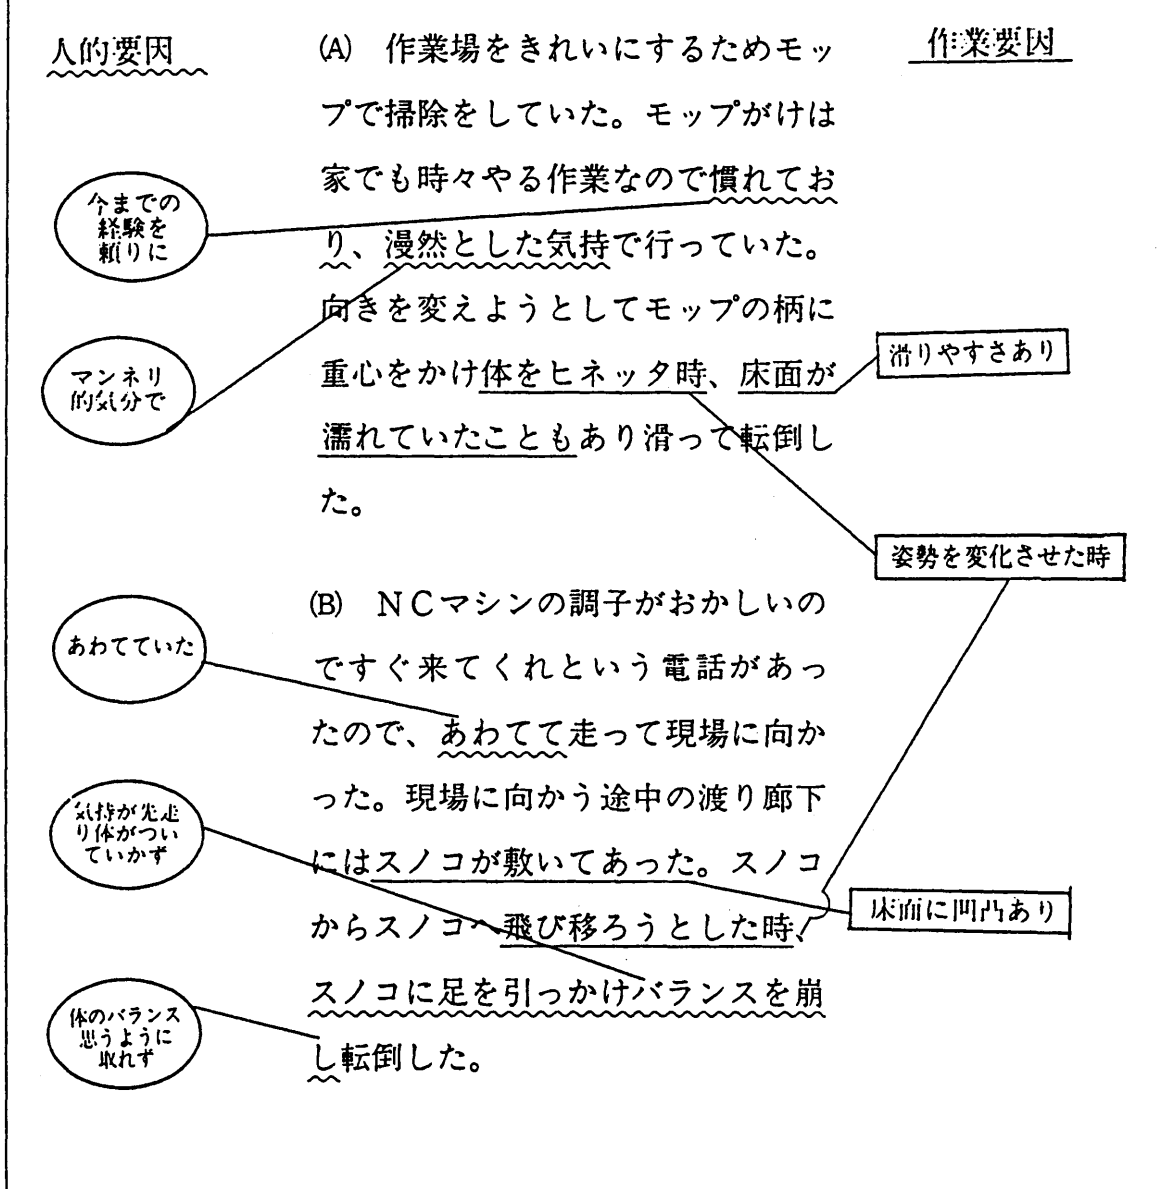 人的要因
作業要因
(A) 作業場をきれいにするためモッ
プで掃除をしていた。モップがけは
家でも時々やる作業なので慣れてお
り、漫然とした気持で行っていた。
向きを変えようとしてモップの柄に
重心をかけ体をヒネッタ時、床面が
濡れていたこともあり滑って転倒し
た。
今までの
経験を
頼りに
マンネリ
的気分で
滑りやすさあり
姿勢を変化させた時
(B) NCマシンの調子がおかしいの
ですぐ来てくれという電話があっ
たので、あわてて走って現場に向か
った。現場に向かう途中の渡り廊下
にはスノコが敷いてあった。スノコ
からスノコへ飛び移ろうとした時、
スノコに足を引っかけバランスを崩
し転倒した。
あわてていた
気持が先走
り体がつい
ていかず
体のバランス
思うように
取れず
床面に凹凸あり